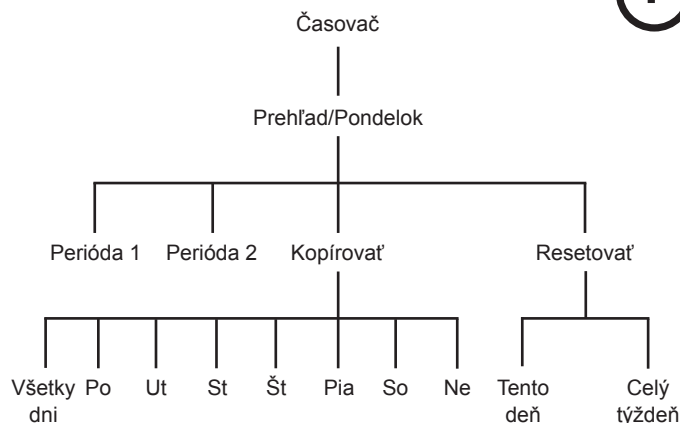 Časovač
Prehľad/Pondelok
Perióda 1 Perióda 2 Kopírovať Resetovať
Všetky dni Po Ut St Št Pia So Ne Tento deň Celý týždeň